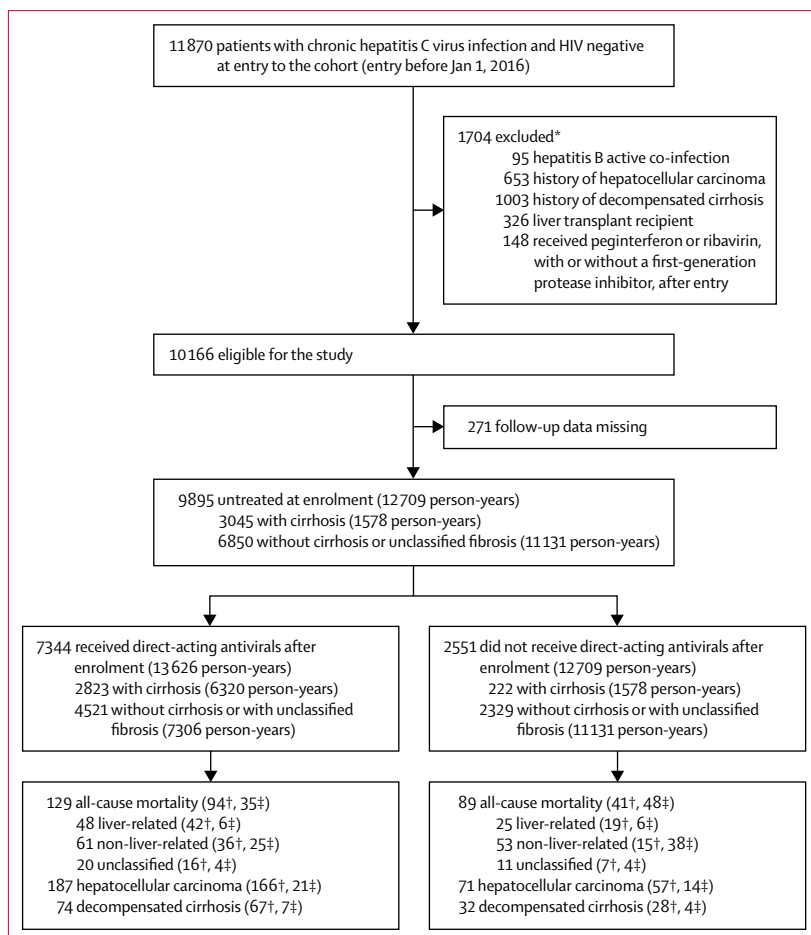 11 870 patients with chronic hepatitis C virus infection and HIV negative
at entry to the cohort (entry before Jan 1, 2016)
1704 excluded*
95 hepatitis B active co-infection
653 history of hepatocellular carcinoma
1003 history of decompensated cirrhosis
326 liver transplant recipient
148 received peginterferon or ribavirin,
with or without a first-generation
protease inhibitor, after entry
10 166 eligible for the study
271 follow-up data missing
9895 untreated at enrolment (12 709 person-years)
3045 with cirrhosis (1578 person-years)
6850 without cirrhosis or unclassified fibrosis (11 131 person-years)
7344 received direct-acting antivirals after
enrolment (13 626 person-years)
2823 with cirrhosis (6320 person-years)
4521 without cirrhosis or with unclassified
fibrosis (7306 person-years)
2551 did not receive direct-acting antivirals after
enrolment (12 709 person-years)
222 with cirrhosis (1578 person-years)
2329 without cirrhosis or with unclassified
fibrosis (11 131 person-years)
129 all-cause mortality (94†, 35‡)
48 liver-related (42†, 6‡)
61 non-liver-related (36†, 25‡)
20 unclassified (16†, 4‡)
187 hepatocellular carcinoma (166†, 21‡)
74 decompensated cirrhosis (67†, 7‡)
89 all-cause mortality (41†, 48‡)
25 liver-related (19†, 6‡)
53 non-liver-related (15†, 38‡)
11 unclassified (7†, 4‡)
71 hepatocellular carcinoma (57†, 14‡)
32 decompensated cirrhosis (28†, 4‡)